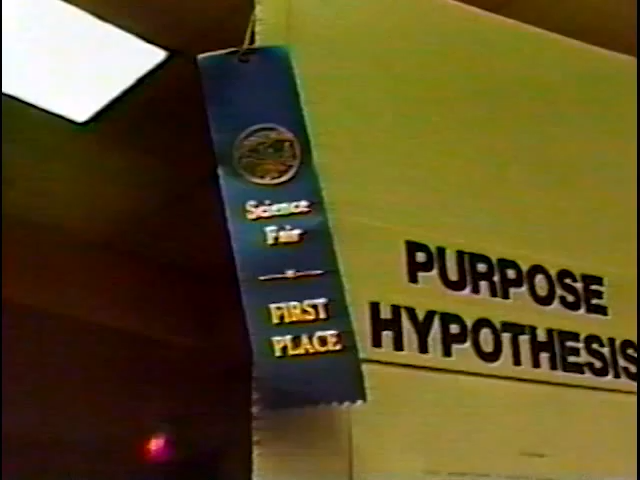 Science
Fair
FIRST
PLACE
PURPOSE
HYPOTHESIS